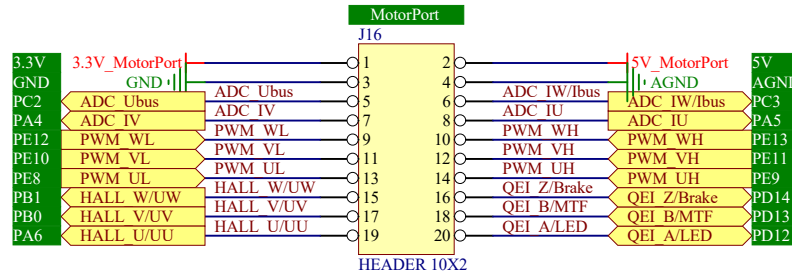 MotorPort
J16
3.3V 3.3V_MotorPort 1 2 5V_MotorPort 5V
GND GND 3 4 AGND AGND
PC2 ADC_Ubus ADC_Ubus 5 6 ADC_IW/Ibus ADC_IW/Ibus PC3
PA4 ADC_IV ADC_IV 7 8 ADC_IU ADC_IU PA5
PE12 PWM_WL PWM_WL 9 10 PWM_WH PWM_WH PE13
PE10 PWM_VL PWM_VL 11 12 PWM_VH PWM_VH PE11
PE8 PWM_UL PWM_UL 13 14 PWM_UH PWM_UH PE9
PB1 HALL_W/UW HALL_W/UW 15 16 QEI_Z/Brake QEI_Z/Brake PD14
PB0 HALL_V/UV HALL_V/UV 17 18 QEI_B/MTF QEI_B/MTF PD13
PA6 HALL_U/UU HALL_U/UU 19 20 QEI_A/LED QEI_A/LED PD12
HEADER 10X2